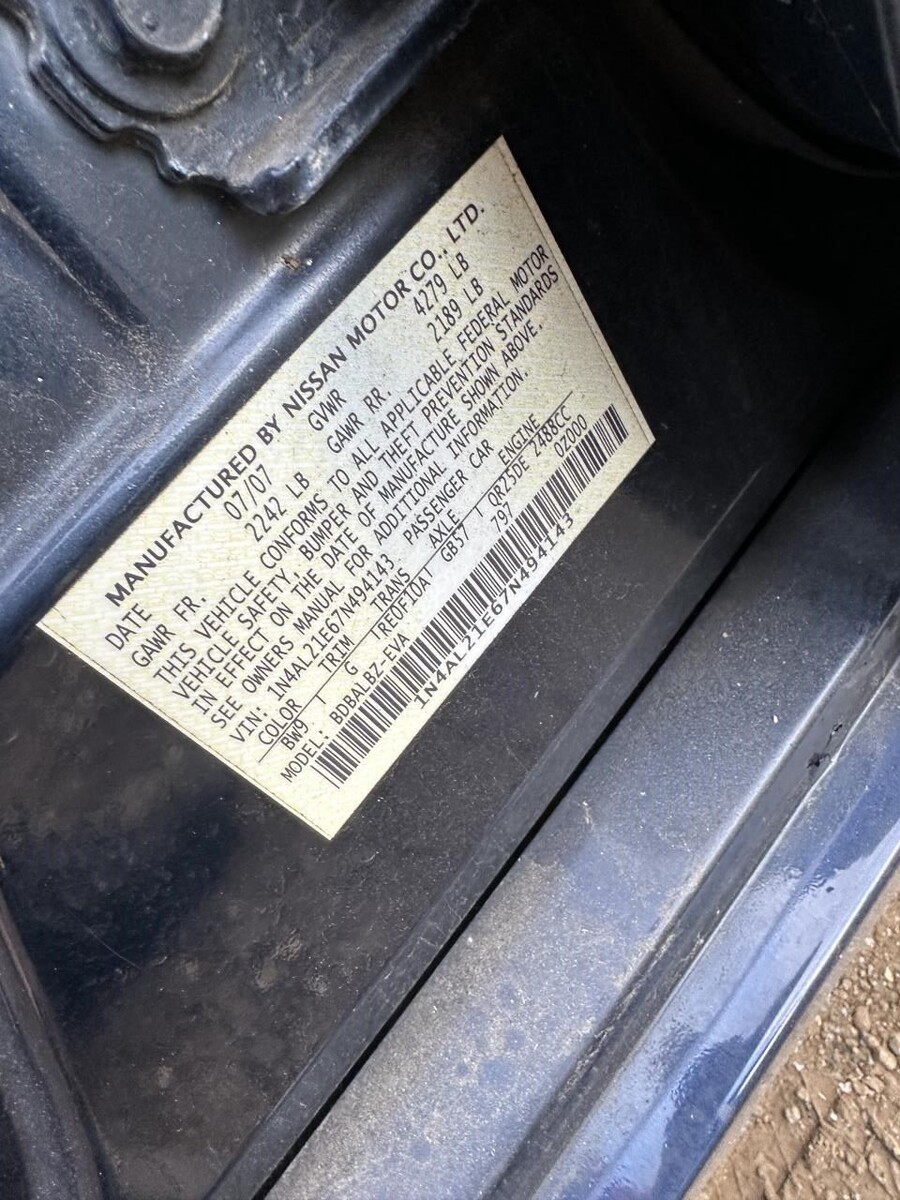 MANUFACTURED BY NISSAN MOTOR CO., LTD.
DATE 07/07 GVWR 4279 LB
GAWR FR. 2242 LB GAWR RR. 2189 LB
THIS VEHICLE CONFORMS TO ALL APPLICABLE FEDERAL MOTOR
VEHICLE SAFETY, BUMPER AND THEFT PREVENTION STANDARDS
IN EFFECT ON THE DATE OF MANUFACTURE SHOWN ABOVE.
SEE OWNERS MANUAL FOR ADDITIONAL INFORMATION.
VIN: 1N4AL21E67N494143 PASSENGER CAR
COLOR TRIM TRANS AXLE ENGINE
BW9 G RE0F10A GB57 QR25DE 2488CC
MODEL: BDBALBZ-EVA 797 0Z000
1N4AL21E67N494143